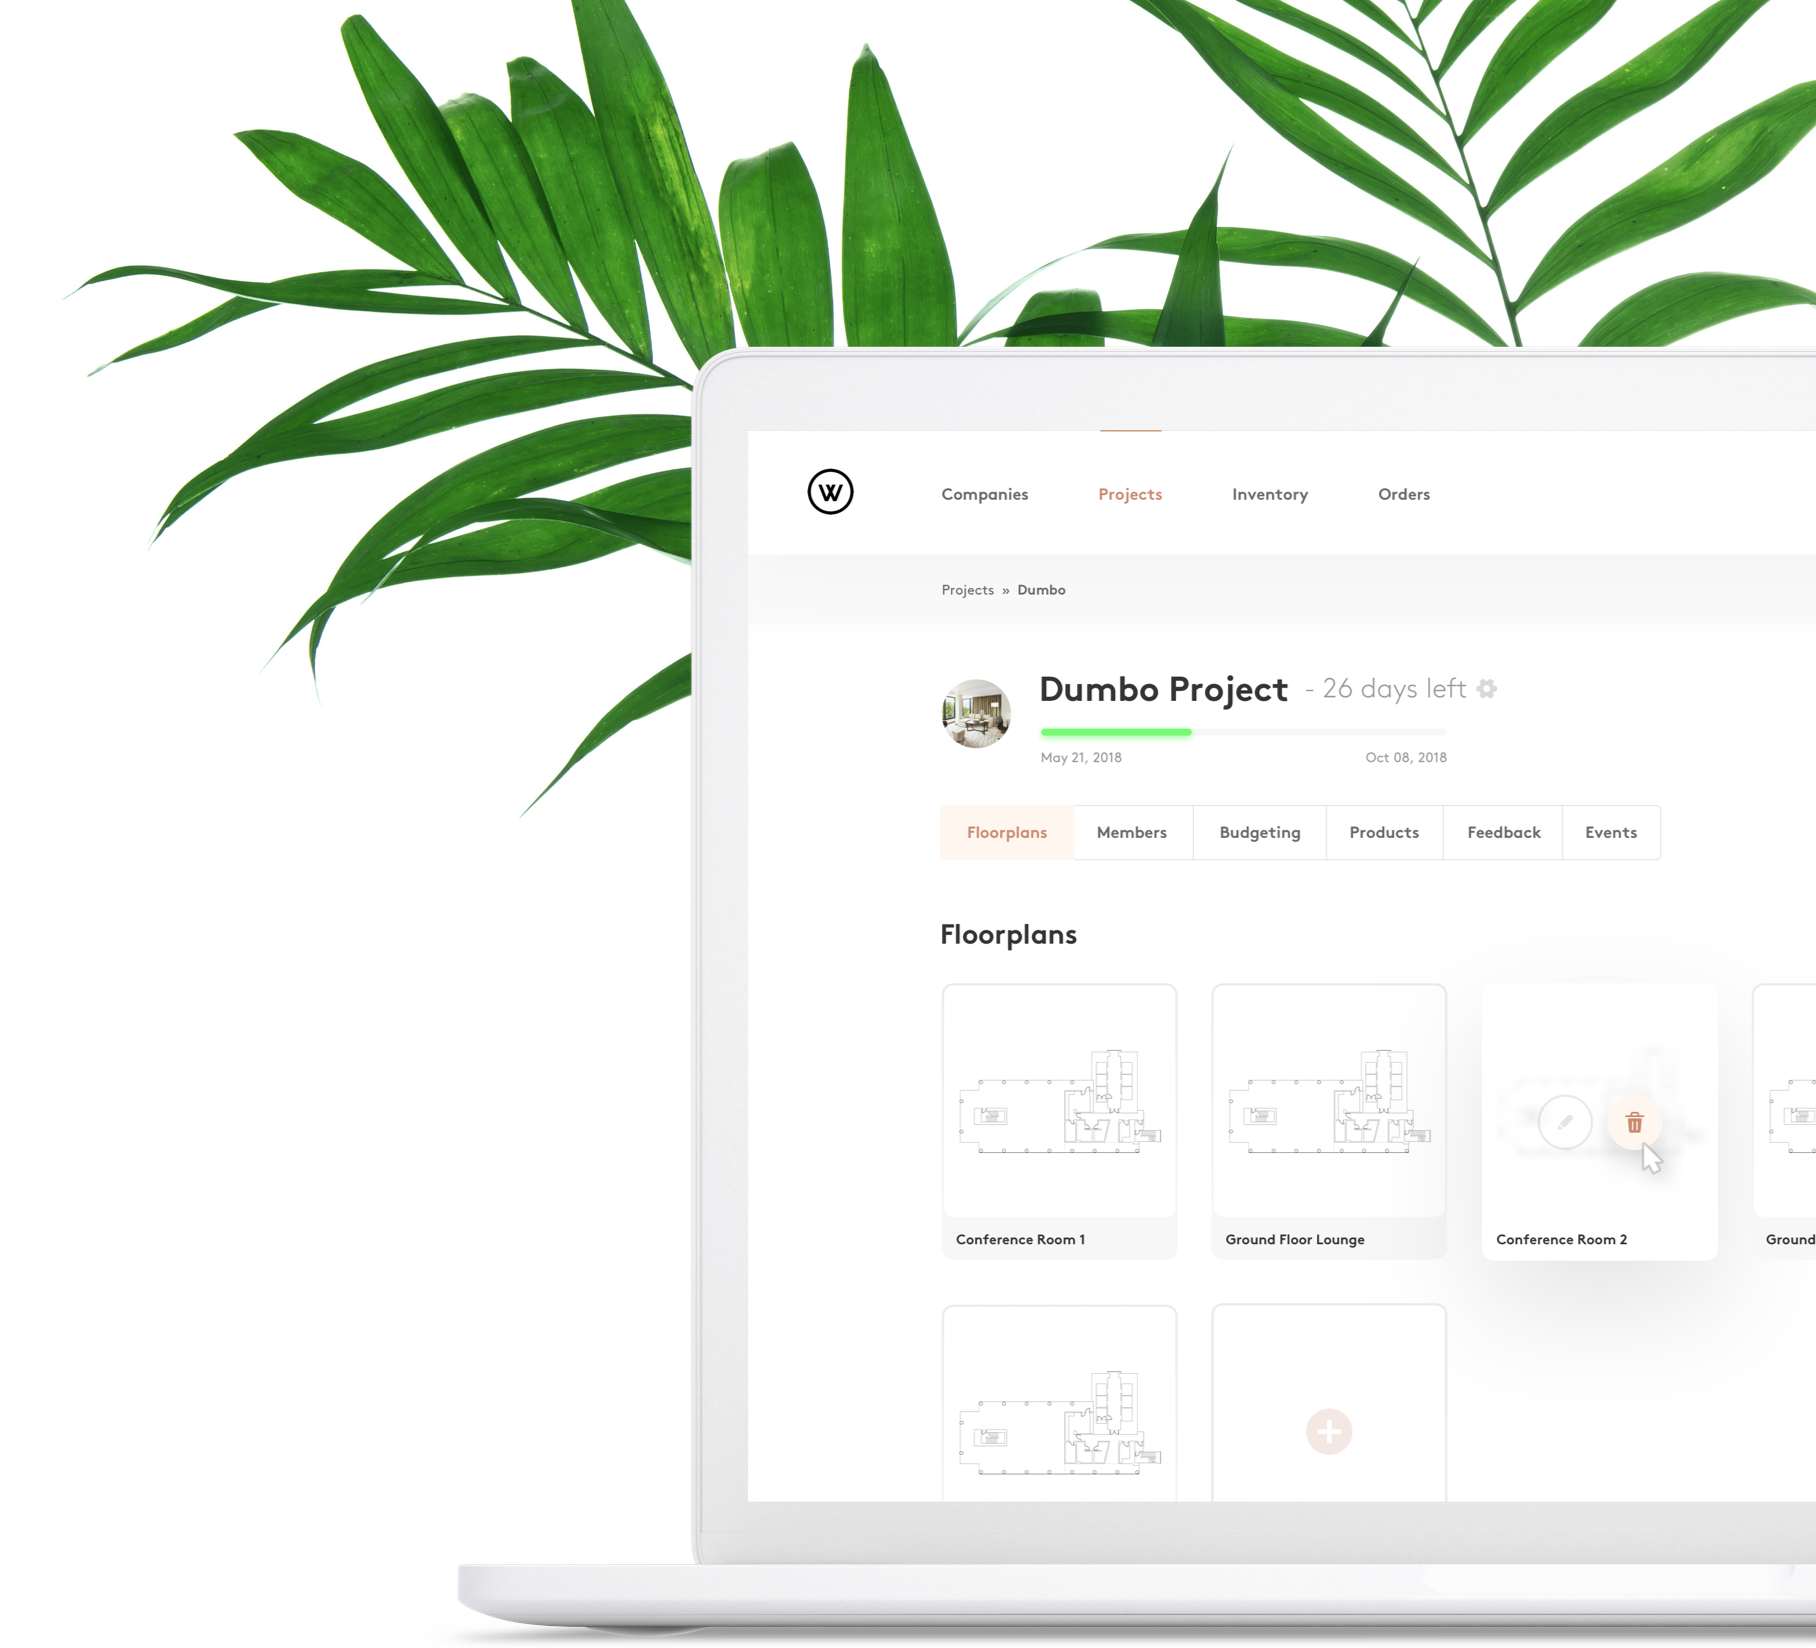 W
Companies Projects Inventory Orders
Projects » Dumbo
Dumbo Project - 26 days left
May 21, 2018 Oct 08, 2018
Floorplans Members Budgeting Products Feedback Events
Floorplans
Conference Room 1 Ground Floor Lounge Conference Room 2 Ground